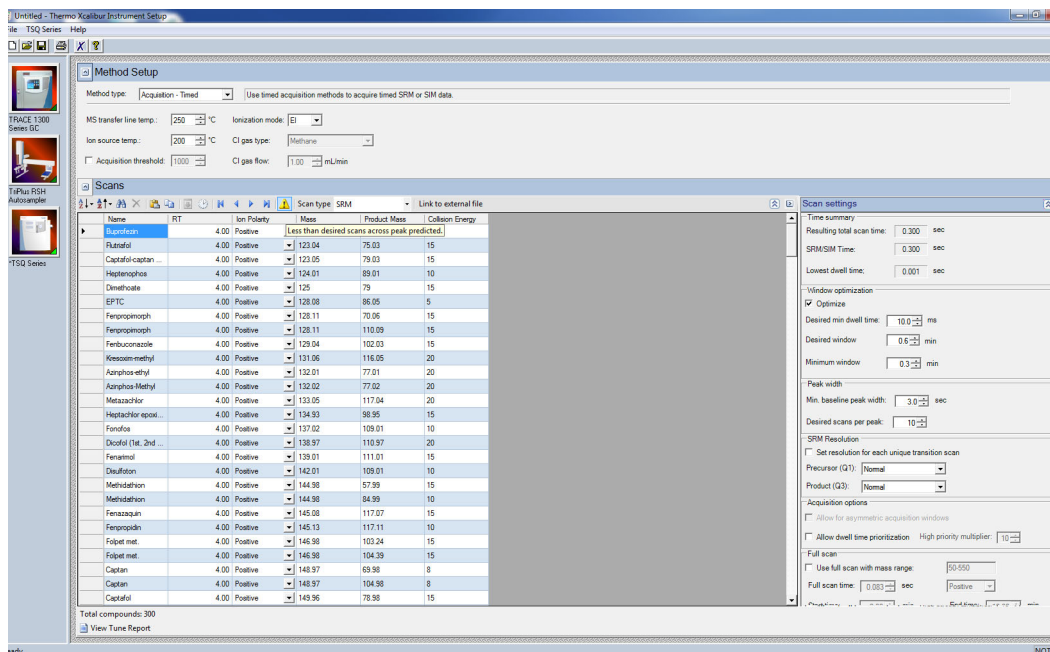 Untitled - Thermo Xcalibur Instrument Setup
File TSQ Series Help
TRACE 1300
Series GC
TriPlus RSH
Autosampler
*TSQ Series
Method Setup
Method type: Acquisition - Timed Use timed acquisition methods to acquire timed SRM or SIM data.
MS transfer line temp.: 250 °C Ionization mode: EI
Ion source temp.: 200 °C CI gas type: Methane
Acquisition threshold: 1000 CI gas flow: 1.00 mL/min
Scans
Scan type SRM Link to external file
Name RT Ion Polarity Mass Product Mass Collision Energy
Buprofezin 4.00 Positive Less than desired scans across peak predicted.
Flutriafol 4.00 Positive 123.04 75.03 15
Captafol-captan ... 4.00 Positive 123.05 79.03 15
Heptenophos 4.00 Positive 124.01 89.01 10
Dimethoate 4.00 Positive 125 79 15
EPTC 4.00 Positive 128.08 86.05 5
Fenpropimorph 4.00 Positive 128.11 70.06 15
Fenpropimorph 4.00 Positive 128.11 110.09 15
Fenbuconazole 4.00 Positive 129.04 102.03 15
Kresoxim-methyl 4.00 Positive 131.06 116.05 20
Azinphos-ethyl 4.00 Positive 132.01 77.01 20
Azinphos-Methyl 4.00 Positive 132.02 77.02 20
Metazachlor 4.00 Positive 133.05 117.04 20
Heptachlor epoxi... 4.00 Positive 134.93 98.95 15
Fonofos 4.00 Positive 137.02 109.01 10
Dicofol (1st, 2nd ... 4.00 Positive 138.97 110.97 20
Fenarimol 4.00 Positive 139.01 111.01 15
Disulfoton 4.00 Positive 142.01 109.01 10
Methidathion 4.00 Positive 144.98 57.99 15
Methidathion 4.00 Positive 144.98 84.99 10
Fenazaquin 4.00 Positive 145.08 117.07 15
Fenpropidin 4.00 Positive 145.13 117.11 10
Folpet met. 4.00 Positive 146.98 103.24 15
Folpet met. 4.00 Positive 146.98 104.39 15
Captan 4.00 Positive 148.97 69.98 8
Captan 4.00 Positive 148.97 104.98 8
Captafol 4.00 Positive 149.96 78.98 15
Total compounds: 300
View Tune Report
Scan settings
Time summary
Resulting total scan time: 0.300 sec
SRM/SIM Time: 0.300 sec
Lowest dwell time; 0.001 sec
Window optimization
Optimize
Desired min dwell time: 10.0 ms
Desired window 0.6 min
Minimum window 0.3 min
Peak width
Min. baseline peak width: 3.0 sec
Desired scans per peak: 10
SRM Resolution
Set resolution for each unique transition scan
Precursor (Q1): Normal
Product (Q3): Normal
Acquisition options
Allow for asymmetric acquisition windows
Allow dwell time prioritization High priority multiplier: 10
Full scan
Use full scan with mass range: 50-550
Full scan time: 0.083 sec Positive
NOT